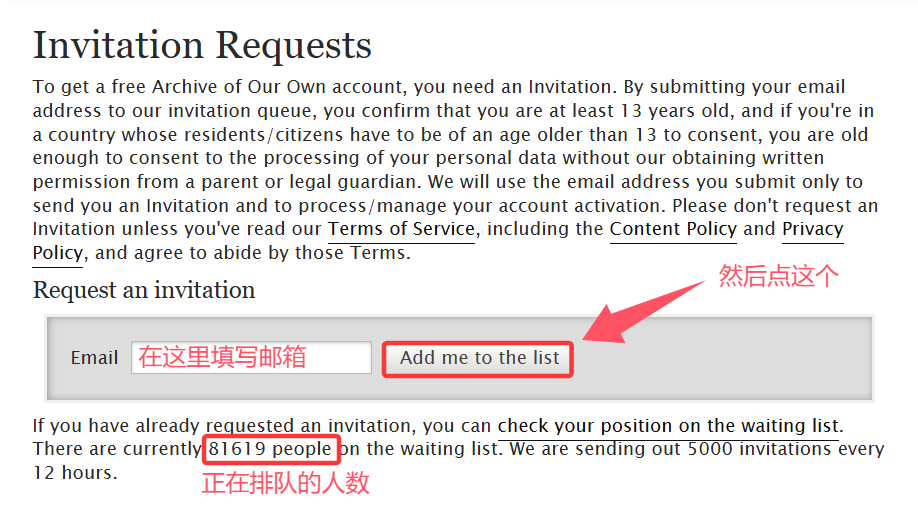 Invitation Requests
To get a free Archive of Our Own account, you need an Invitation. By submitting your email
address to our invitation queue, you confirm that you are at least 13 years old, and if you're in
a country whose residents/citizens have to be of an age older than 13 to consent, you are old
enough to consent to the processing of your personal data without our obtaining written
permission from a parent or legal guardian. We will use the email address you submit only to
send you an Invitation and to process/manage your account activation. Please don't request an
Invitation unless you've read our Terms of Service, including the Content Policy and Privacy
Policy, and agree to abide by those Terms.
Request an invitation
然后点这个
Email 在这里填写邮箱 Add me to the list
If you have already requested an invitation, you can check your position on the waiting list.
There are currently 81619 people on the waiting list. We are sending out 5000 invitations every
12 hours.
正在排队的人数